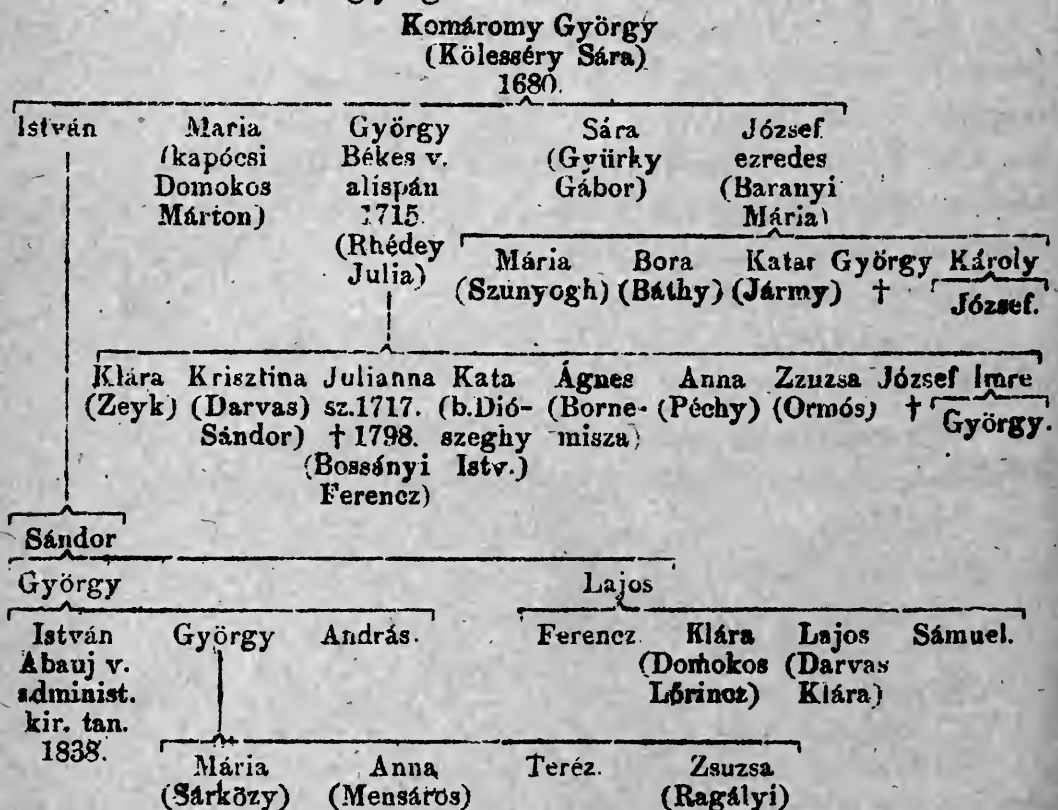 Komáromy György
(Kölesséry Sára)
1680.
István Maria György Sára József
(kapócsi Békes v. (Gyürky ezredes
Domokos alispán Gábor) (Baranyi
Márton) 1715. Mária)
(Rhédey Mária Bora Katar György Károly
Julia) (Szunyogh) (Báthy) (Jármy) † József.
Klára Krisztina Julianna Kata Ágnes Anna Zzuzsa József Imre
(Zeyk) (Darvas sz.1717. (b.Dió- (Borne- (Péchy) (Ormós) † György.
Sándor) † 1798. szeghy misza)
(Bossányi Istv.)
Ferencz)
Sándor
György Lajos
István György András. Ferencz. Klára Lajos Sámuel.
Abauj v. (Domokos (Darvas
administ. Lőrincz) Klára)
kir. tan.
1838.
Mária Anna Teréz. Zsuzsa
(Sárközy) (Mensáros) (Ragályi)